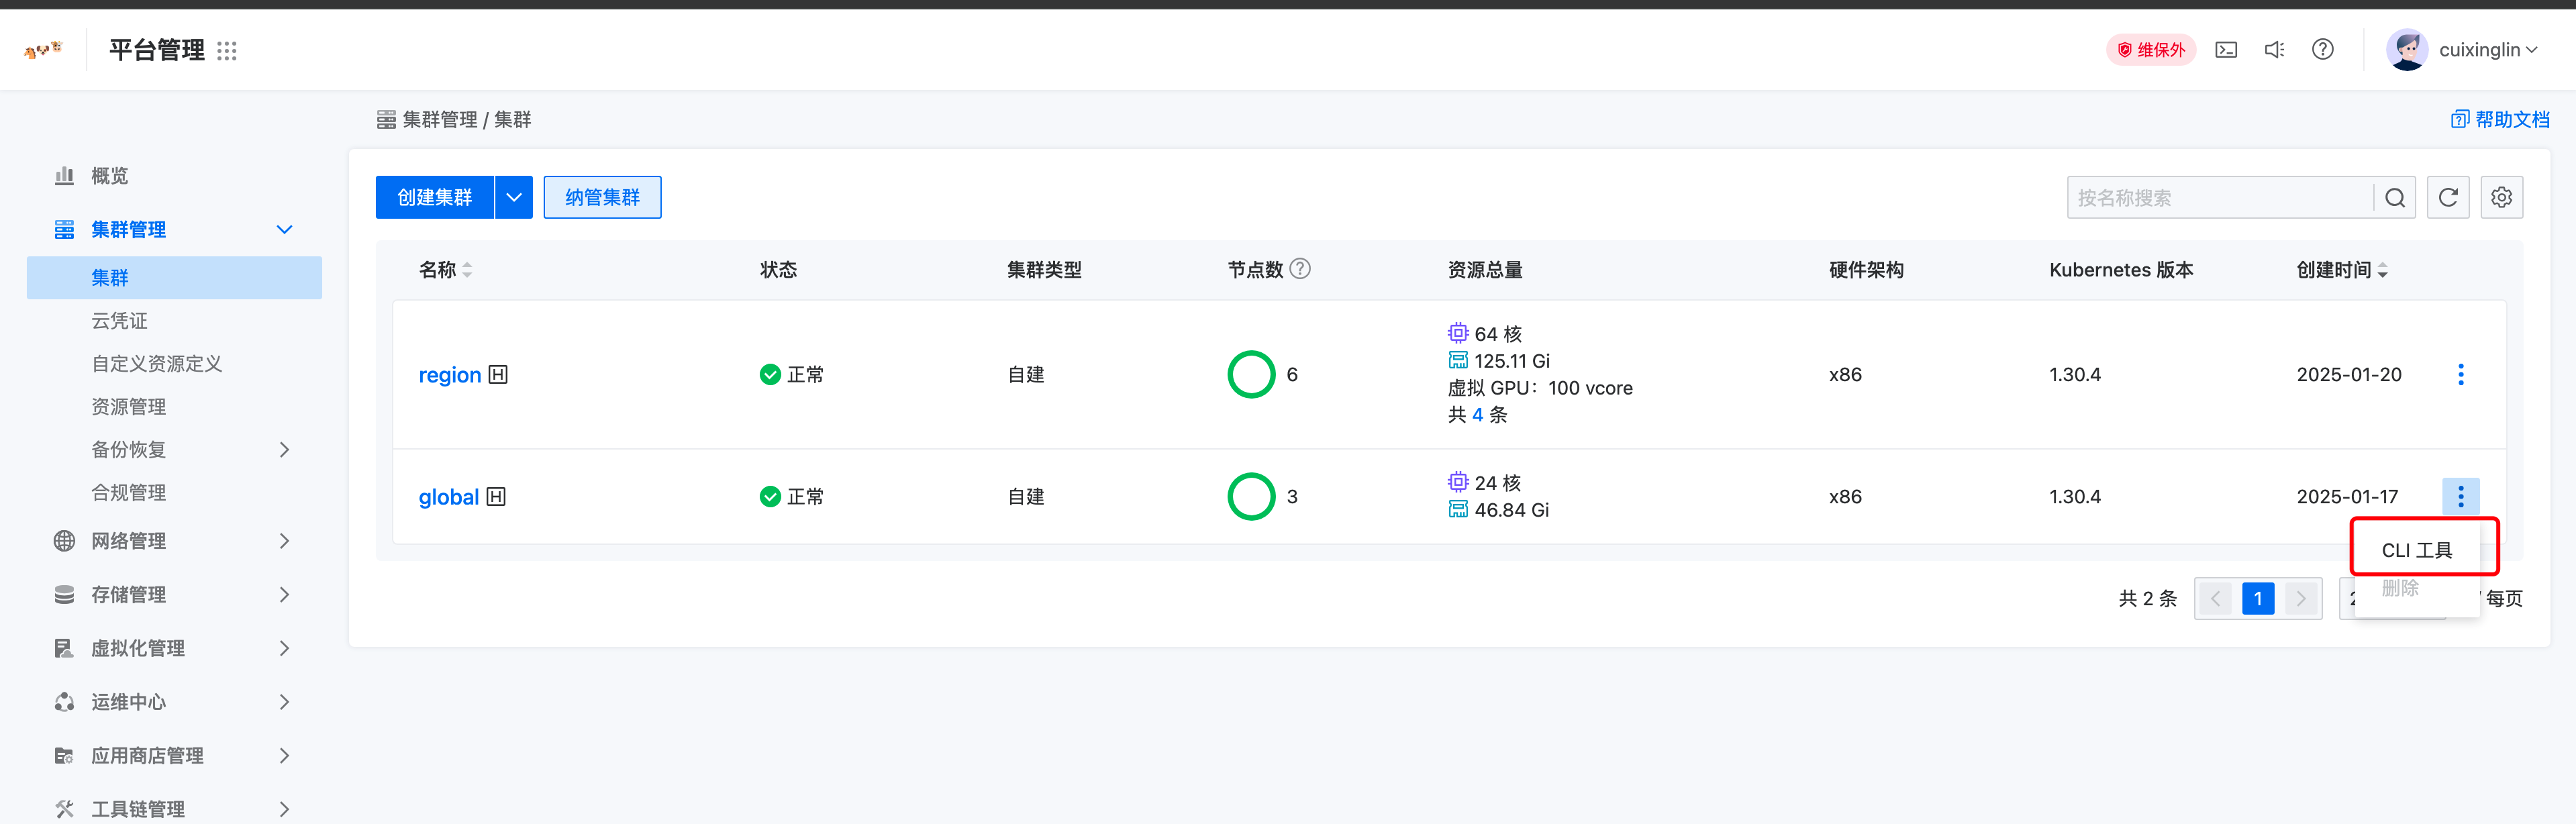 平台管理
维保外
cuixinglin
集群管理 / 集群
帮助文档
概览
集群管理
集群
云凭证
自定义资源定义
资源管理
备份恢复
合规管理
网络管理
存储管理
虚拟化管理
运维中心
应用商店管理
工具链管理
创建集群
纳管集群
按名称搜索
名称 状态 集群类型 节点数 资源总量 硬件架构 Kubernetes 版本 创建时间
region H 正常 自建 6
64 核
125.11 Gi
虚拟 GPU：100 vcore
共 4 条
x86 1.30.4 2025-01-20
global H 正常 自建 3
24 核
46.84 Gi
x86 1.30.4 2025-01-17
CLI 工具
删除
共 2 条 1 / 每页